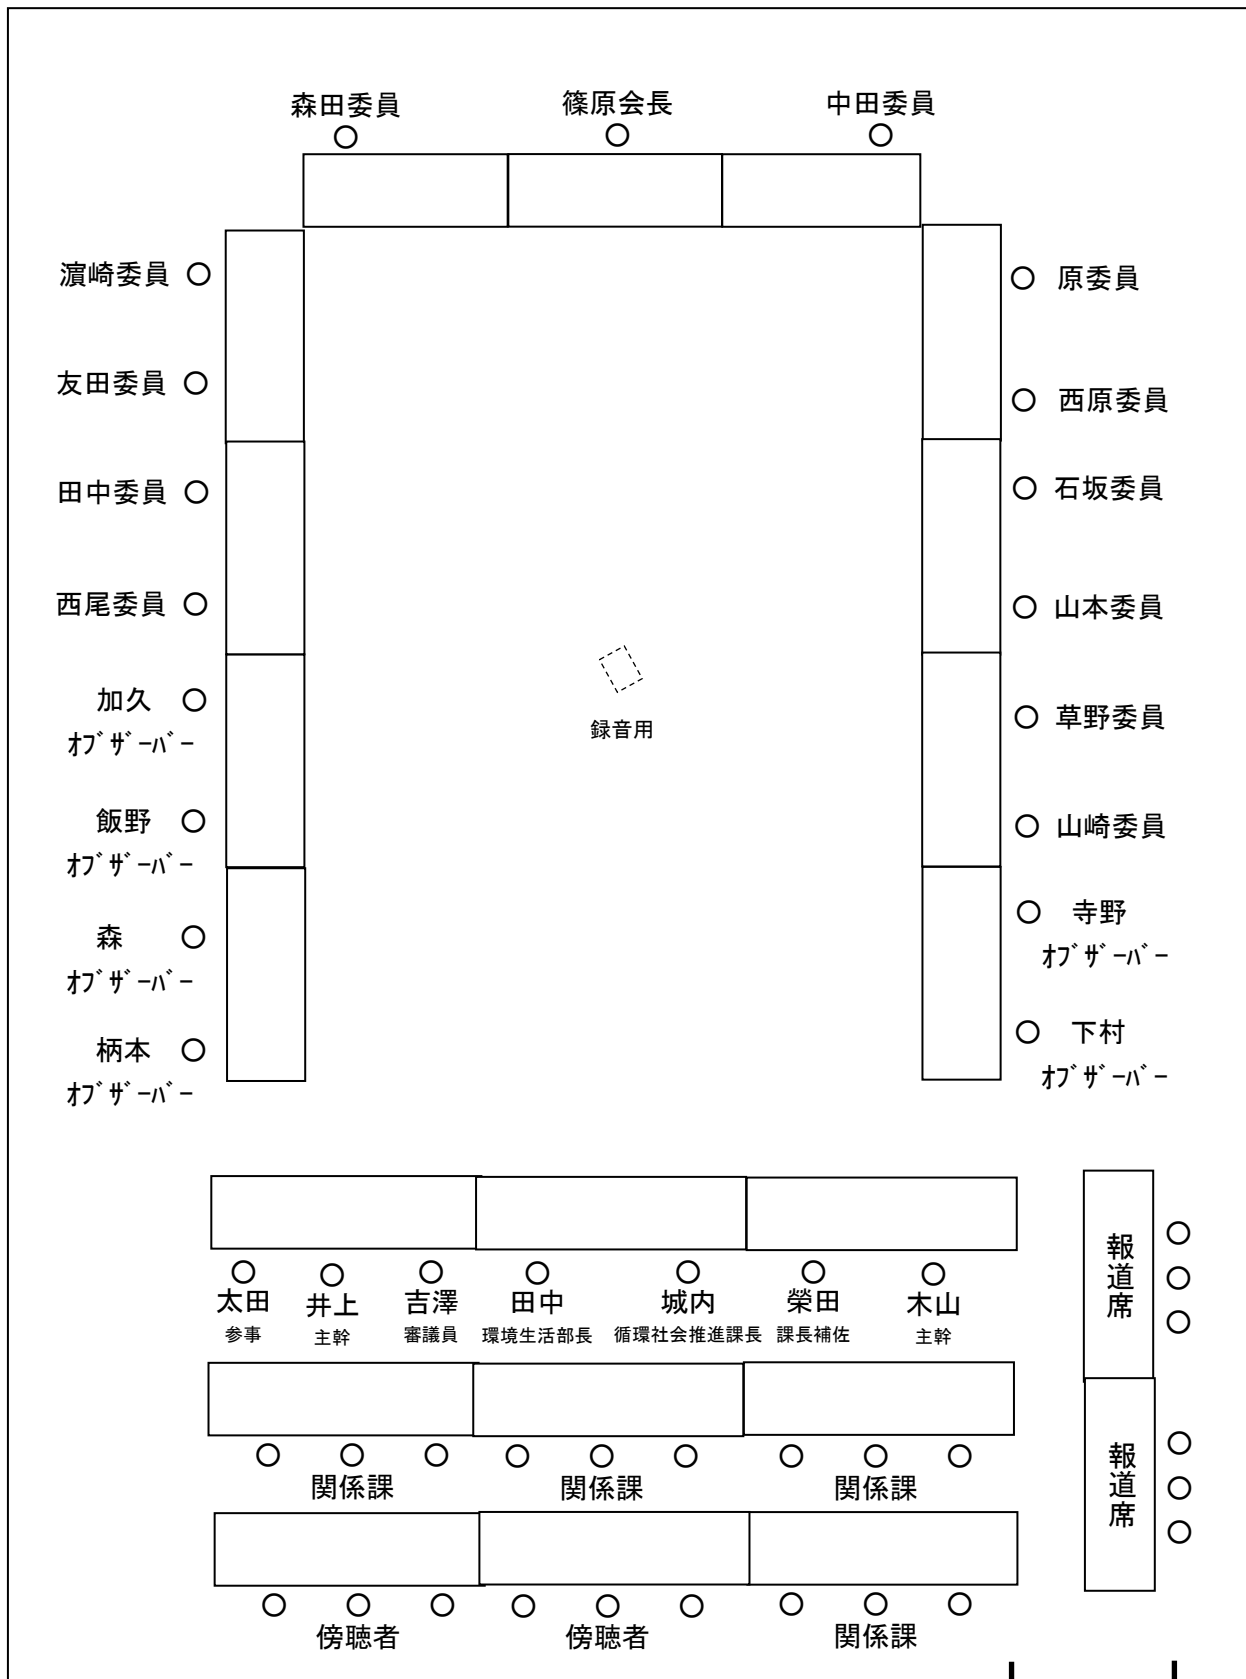 森田委員
篠原会長
中田委員
濵崎委員
原委員
友田委員
西原委員
田中委員
石坂委員
西尾委員
山本委員
加久
ｵﾌﾞｻﾞｰﾊﾞｰ
草野委員
録音用
飯野
ｵﾌﾞｻﾞｰﾊﾞｰ
山崎委員
森
ｵﾌﾞｻﾞｰﾊﾞｰ
寺野
ｵﾌﾞｻﾞｰﾊﾞｰ
柄本
ｵﾌﾞｻﾞｰﾊﾞｰ
下村
ｵﾌﾞｻﾞｰﾊﾞｰ
太田
参事
井上
主幹
吉澤
審議員
田中
環境生活部長
城内
循環社会推進課長
榮田
課長補佐
木山
主幹
報道席
関係課
関係課
関係課
報道席
傍聴者
傍聴者
関係課